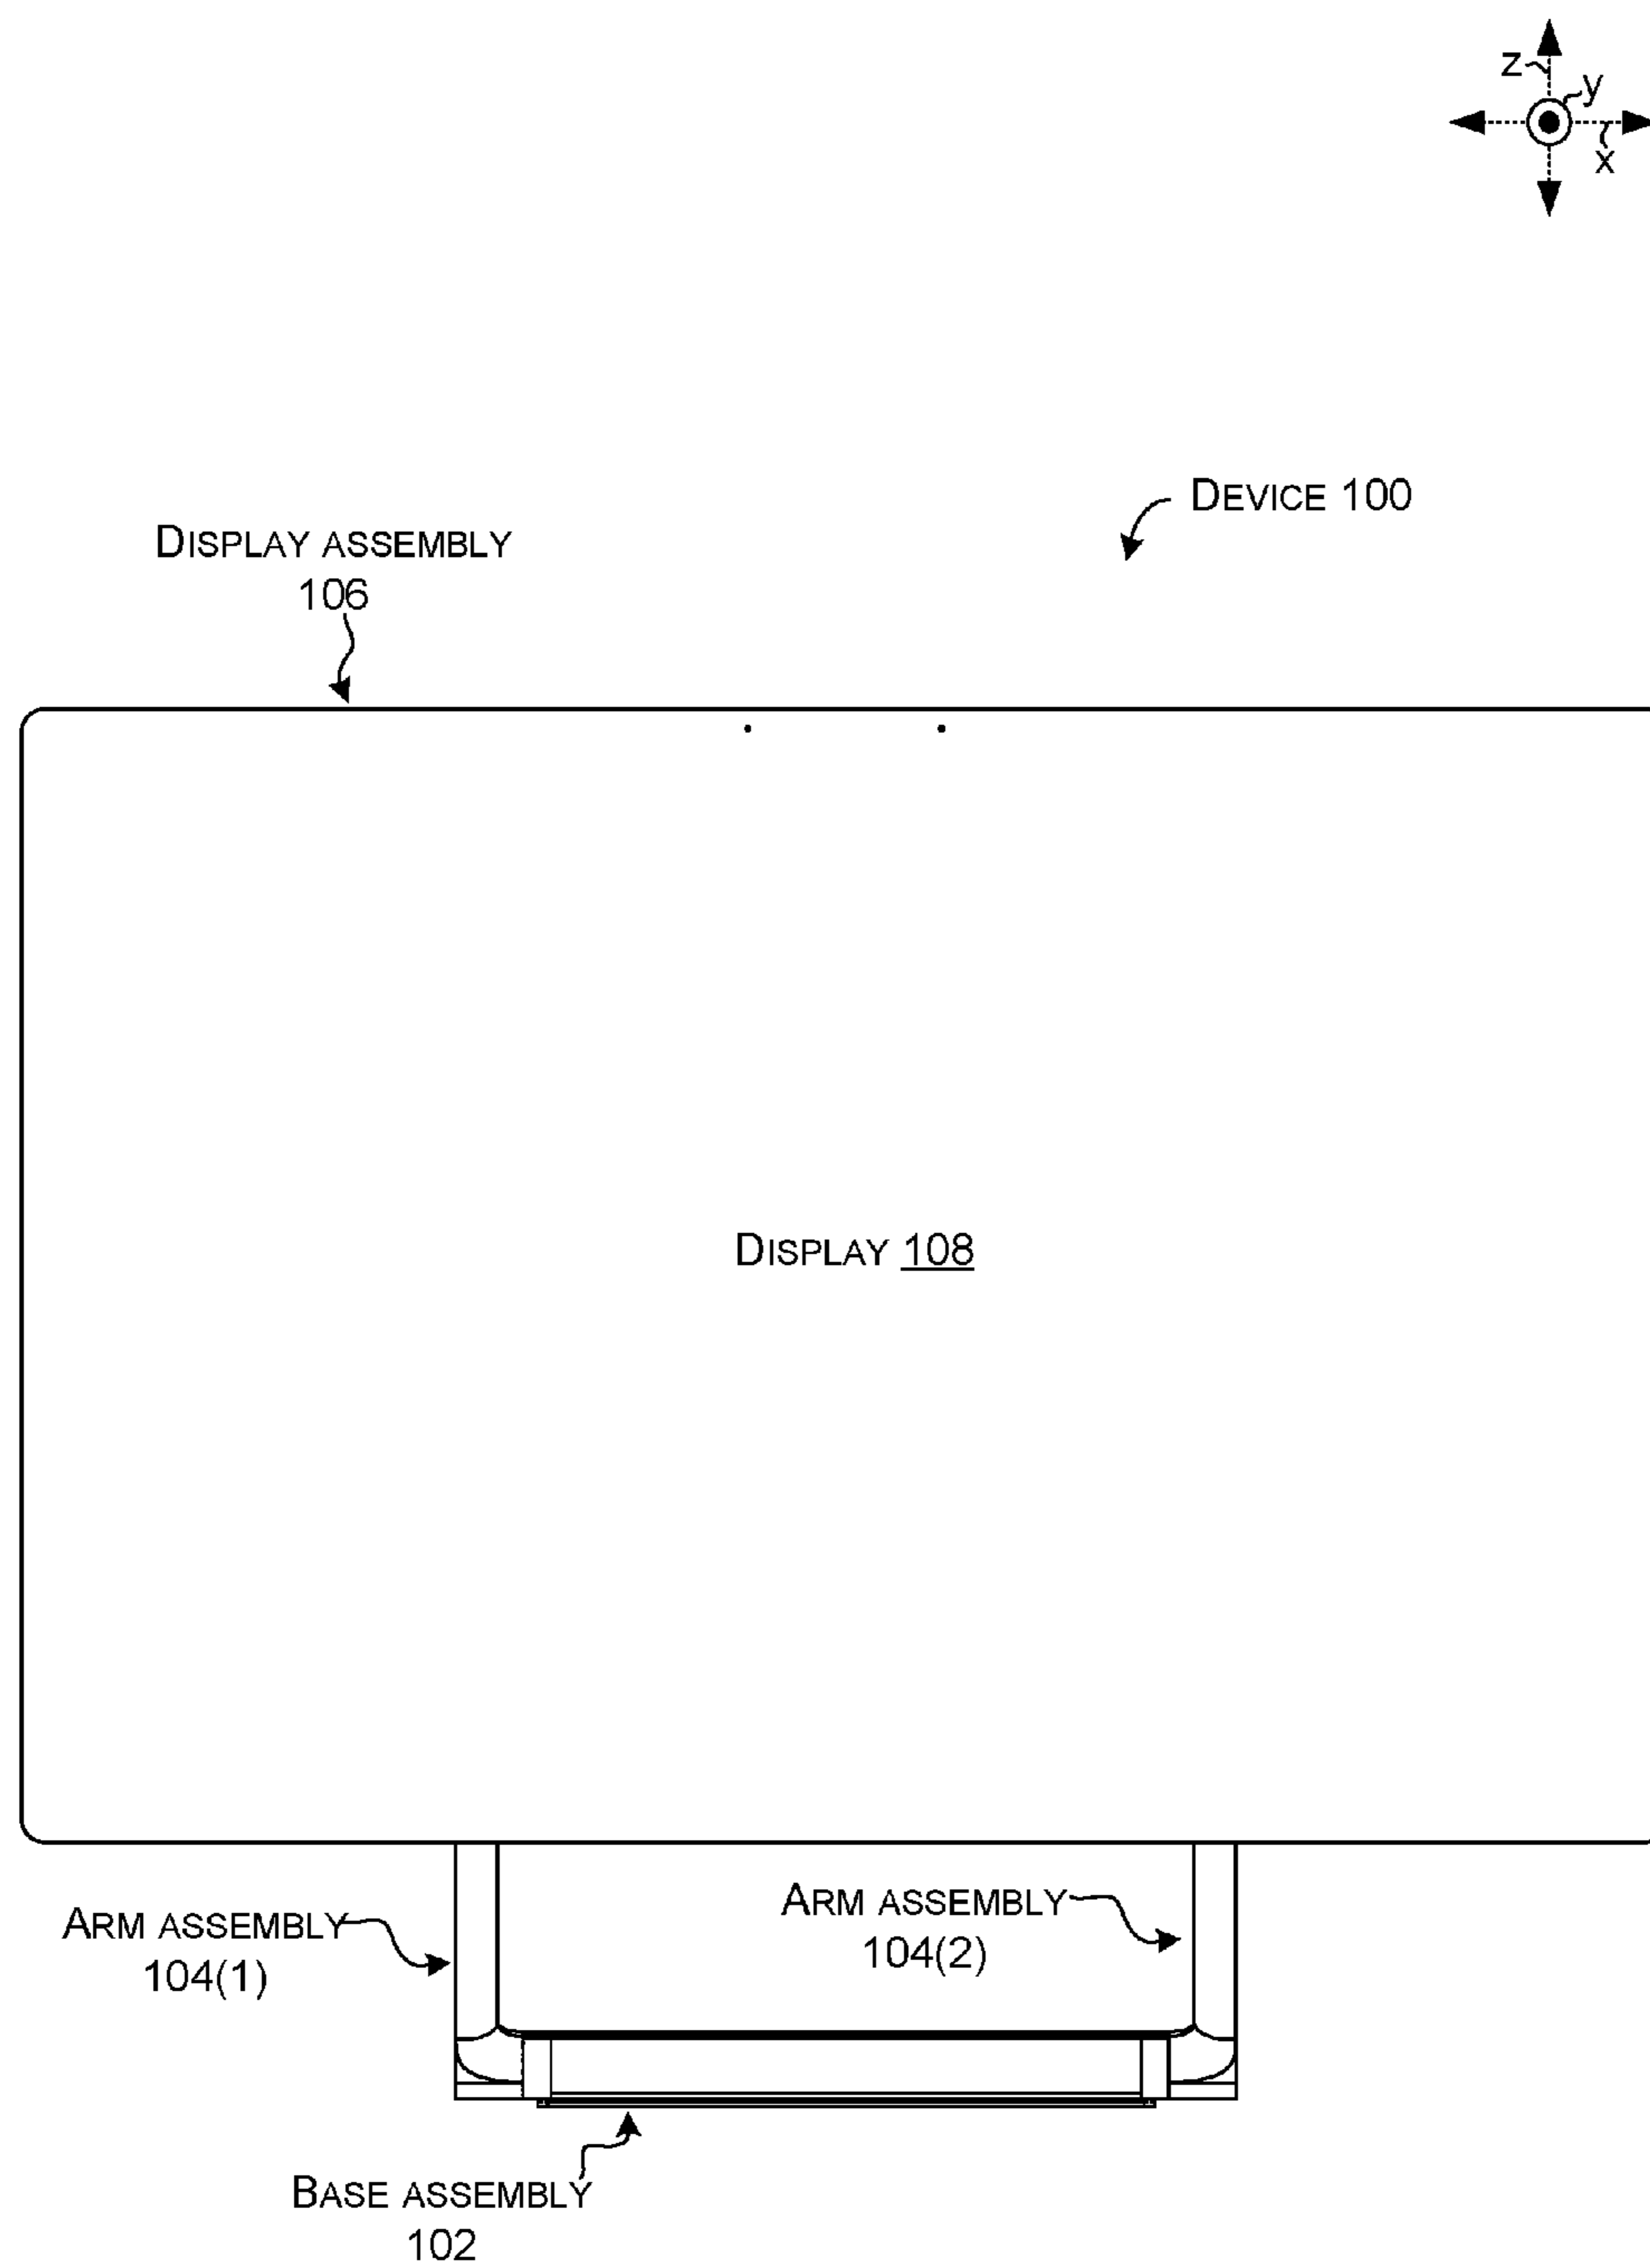 z
y
x
DEVICE 100
DISPLAY ASSEMBLY
106
DISPLAY 108
ARM ASSEMBLY
104(1)
ARM ASSEMBLY
104(2)
BASE ASSEMBLY
102